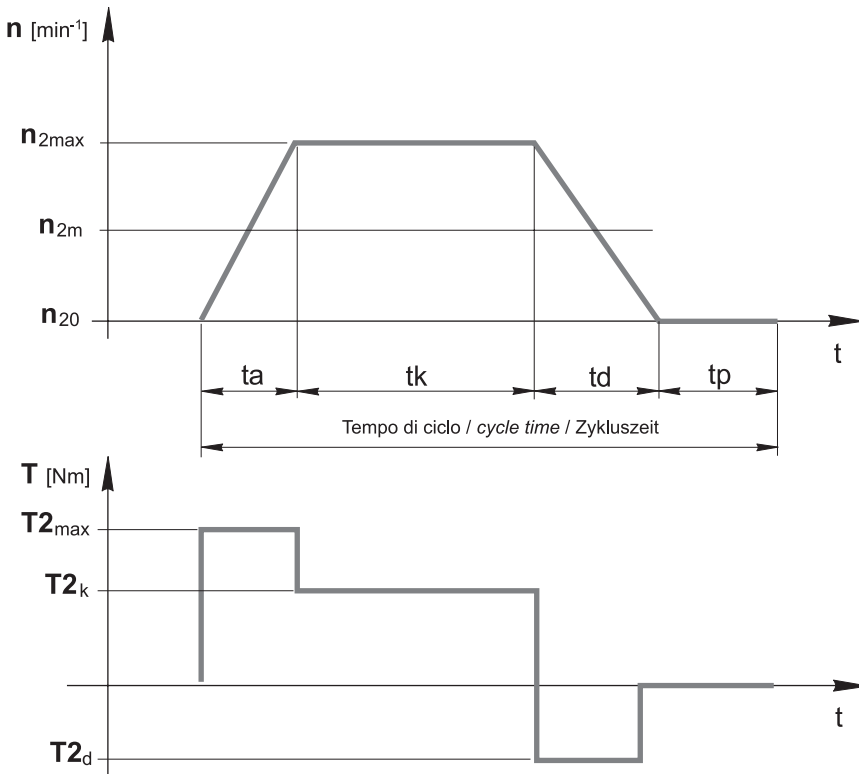 n [min-1]
n2max
n2m
n20
t
ta tk td tp
Tempo di ciclo / cycle time / Zykluszeit
T [Nm]
T2max
T2k
t
T2d